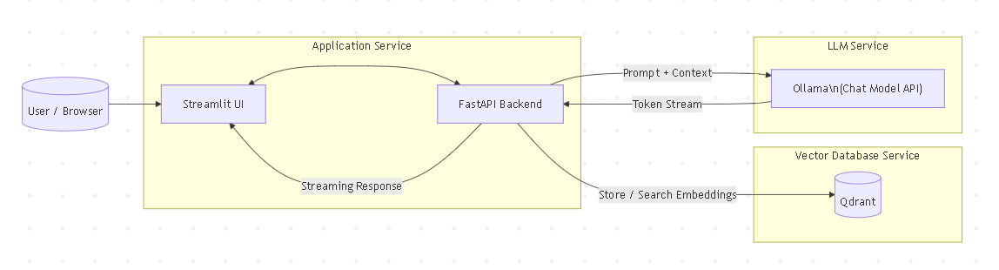 Application Service
LLM Service
User / Browser
Streamlit UI
FastAPI Backend
Prompt + Context
Ollama\n(Chat Model API)
Token Stream
Streaming Response
Store / Search Embeddings
Vector Database Service
Qdrant